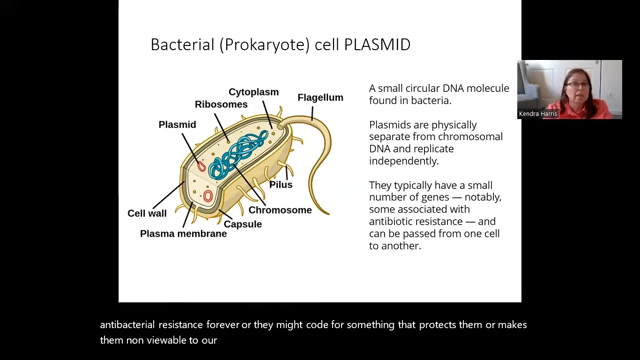 Bacterial (Prokaryote) cell PLASMID
Cytoplasm
Ribosomes
Flagellum
Plasmid
Pilus
Chromosome
Cell wall
Capsule
Plasma membrane
A small circular DNA molecule
found in bacteria.
Plasmids are physically
separate from chromosomal
DNA and replicate
independently.
They typically have a small
number of genes — notably,
some associated with
antibiotic resistance — and
can be passed from one cell
to another.
Kendra Harris
antibacterial resistance forever or they might code for something that protects them or makes
them non viewable to our